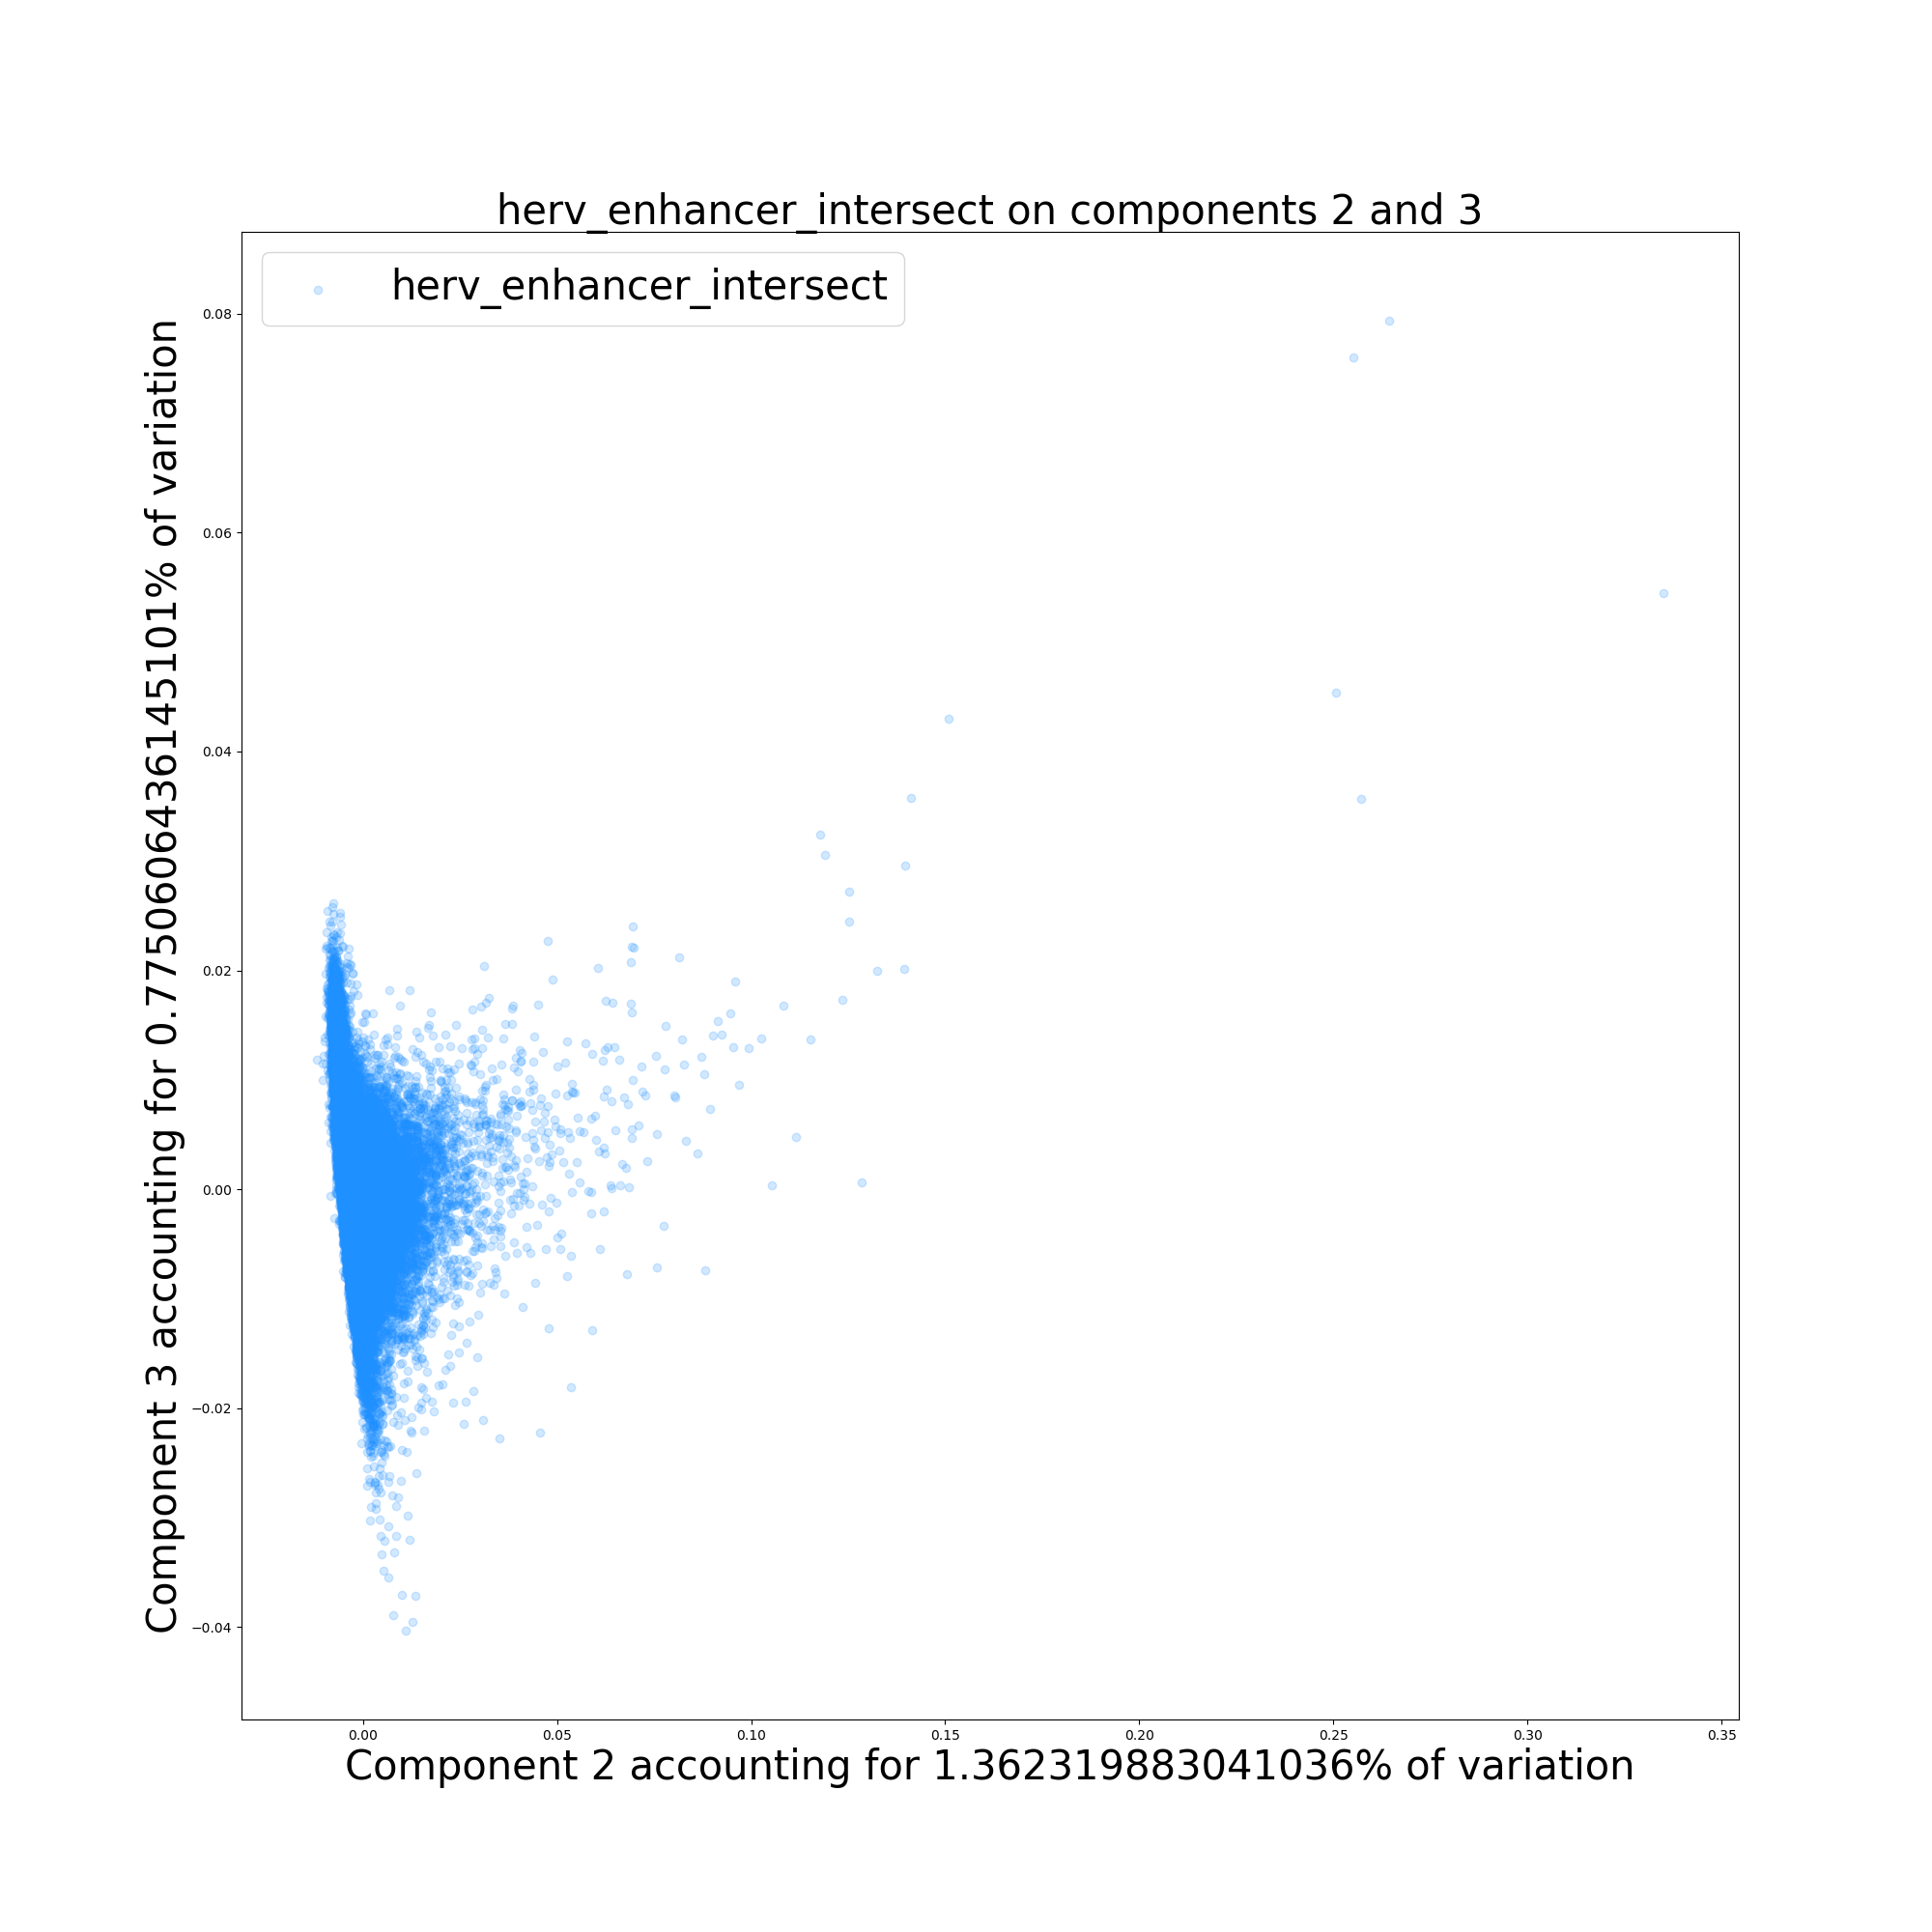 herv_enhancer_intersect on components 2 and 3
herv_enhancer_intersect
Component 3 accounting for 0.7750606436145101% of variation
0.08
0.06
0.04
0.02
0.00
−0.02
−0.04
0.00 0.05 0.10 0.15 0.20 0.25 0.30 0.35
Component 2 accounting for 1.362319883041036% of variation